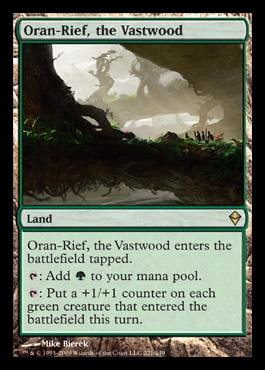 Oran-Rief, the Vastwood
Land
Oran-Rief, the Vastwood enters the
battlefield tapped.
: Add to your mana pool.
: Put a +1/+1 counter on each
green creature that entered the
battlefield this turn.
Mike Bierek
™ & © 1993–2009 Wizards of the Coast LLC 221/249